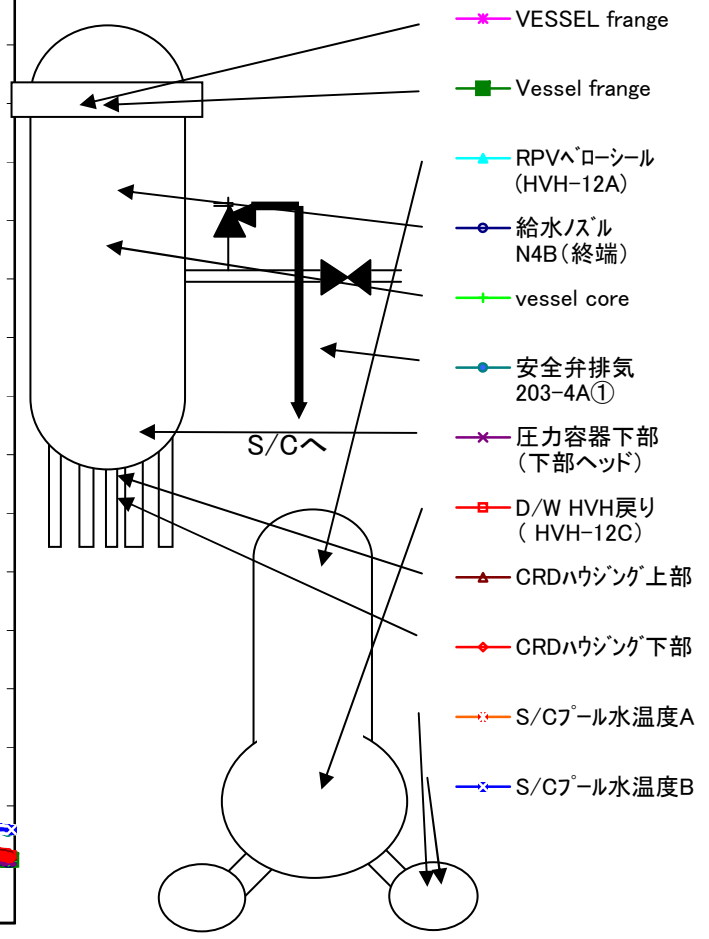 VESSEL frange
Vessel frange
RPVベローシール
(HVH-12A)
給水ノズル
N4B(終端)
vessel core
安全弁排気
203-4A①
S/Cへ
圧力容器下部
(下部ヘッド)
D/W HVH戻り
( HVH-12C)
CRDハウジング上部
CRDハウジング下部
S/Cプール水温度A
S/Cプール水温度B